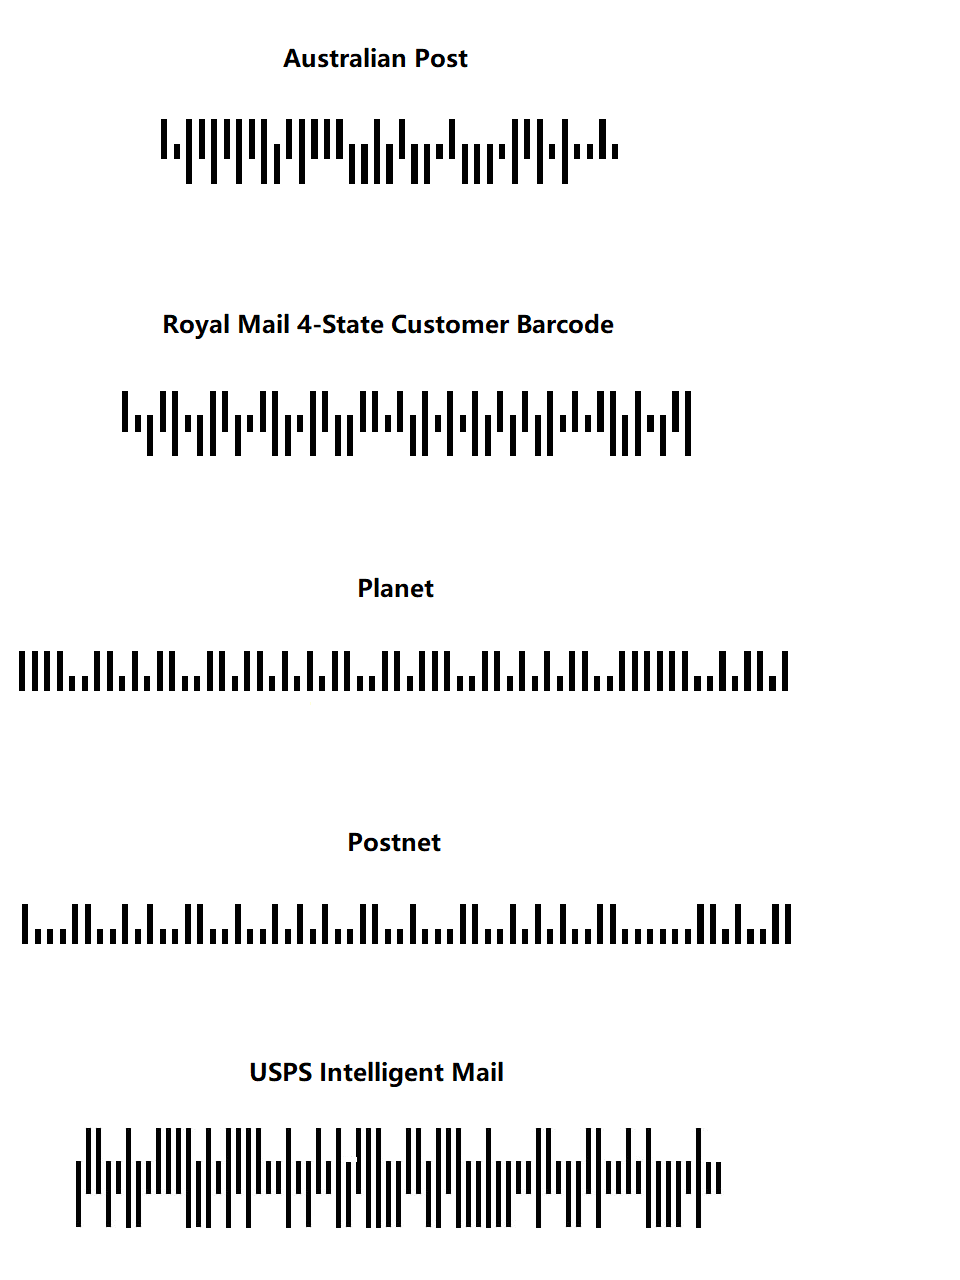 Australian Post
Royal Mail 4-State Customer Barcode
Planet
Postnet
USPS Intelligent Mail